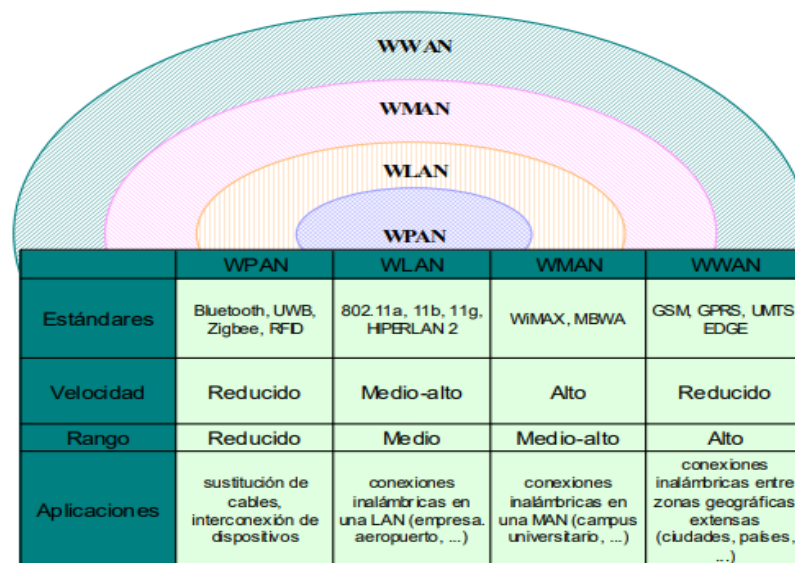 WWAN
WMAN
WLAN
WPAN
WPAN WLAN WMAN WWAN
Estándares
Bluetooth, UWB,
Zigbee, RFID
802.11a, 11b, 11g,
HIPERLAN 2
WiMAX, MBWA
GSM, GPRS, UMTS
EDGE
Velocidad Reducido Medio-alto Alto Reducido
Rango Reducido Medio Medio-alto Alto
Aplicaciones
sustitución de
cables,
interconexión de
dispositivos
conexiones
inalámbricas en
una LAN (empresa.
aeropuerto, ...)
conexiones
inalámbricas en
una MAN (campus
universitario, ...)
conexiones
inalámbricas entre
zonas geográficas
extensas
(ciudades, países,
...)